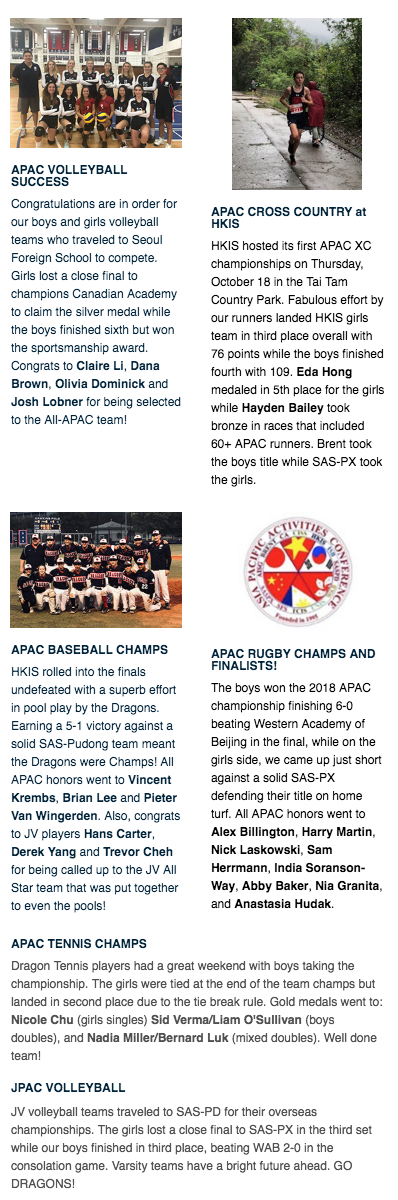 APAC VOLLEYBALL
SUCCESS
Congratulations are in order for
our boys and girls volleyball
teams who traveled to Seoul
Foreign School to compete.
Girls lost a close final to
champions Canadian Academy
to claim the silver medal while
the boys finished sixth but won
the sportsmanship award.
Congrats to Claire Li, Dana
Brown, Olivia Dominick and
Josh Lobner for being selected
to the All-APAC team!
APAC CROSS COUNTRY at
HKIS
HKIS hosted its first APAC XC
championships on Thursday,
October 18 in the Tai Tam
Country Park. Fabulous effort by
our runners landed HKIS girls
team in third place overall with
76 points while the boys finished
fourth with 109. Eda Hong
medaled in 5th place for the girls
while Hayden Bailey took
bronze in races that included
60+ APAC runners. Brent took
the boys title while SAS-PX took
the girls.
APAC BASEBALL CHAMPS
HKIS rolled into the finals
undefeated with a superb effort
in pool play by the Dragons.
Earning a 5-1 victory against a
solid SAS-Pudong team meant
the Dragons were Champs! All
APAC honors went to Vincent
Krembs, Brian Lee and Pieter
Van Wingerden. Also, congrats
to JV players Hans Carter,
Derek Yang and Trevor Cheh
for being called up to the JV All
Star team that was put together
to even the pools!
ASIA PACIFIC ACTIVITIES CONFERENCE
Founded in 1995
APAC RUGBY CHAMPS AND
FINALISTS!
The boys won the 2018 APAC
championship finishing 6-0
beating Western Academy of
Beijing in the final, while on the
girls side, we came up just short
against a solid SAS-PX
defending their title on home
turf. All APAC honors went to
Alex Billington, Harry Martin,
Nick Laskowski, Sam
Herrmann, India Soranson-
Way, Abby Baker, Nia Granita,
and Anastasia Hudak.
APAC TENNIS CHAMPS
Dragon Tennis players had a great weekend with boys taking the
championship. The girls were tied at the end of the team champs but
landed in second place due to the tie break rule. Gold medals went to:
Nicole Chu (girls singles) Sid Verma/Liam O'Sullivan (boys
doubles), and Nadia Miller/Bernard Luk (mixed doubles). Well done
team!
JPAC VOLLEYBALL
JV volleyball teams traveled to SAS-PD for their overseas
championships. The girls lost a close final to SAS-PX in the third set
while our boys finished in third place, beating WAB 2-0 in the
consolation game. Varsity teams have a bright future ahead. GO
DRAGONS!